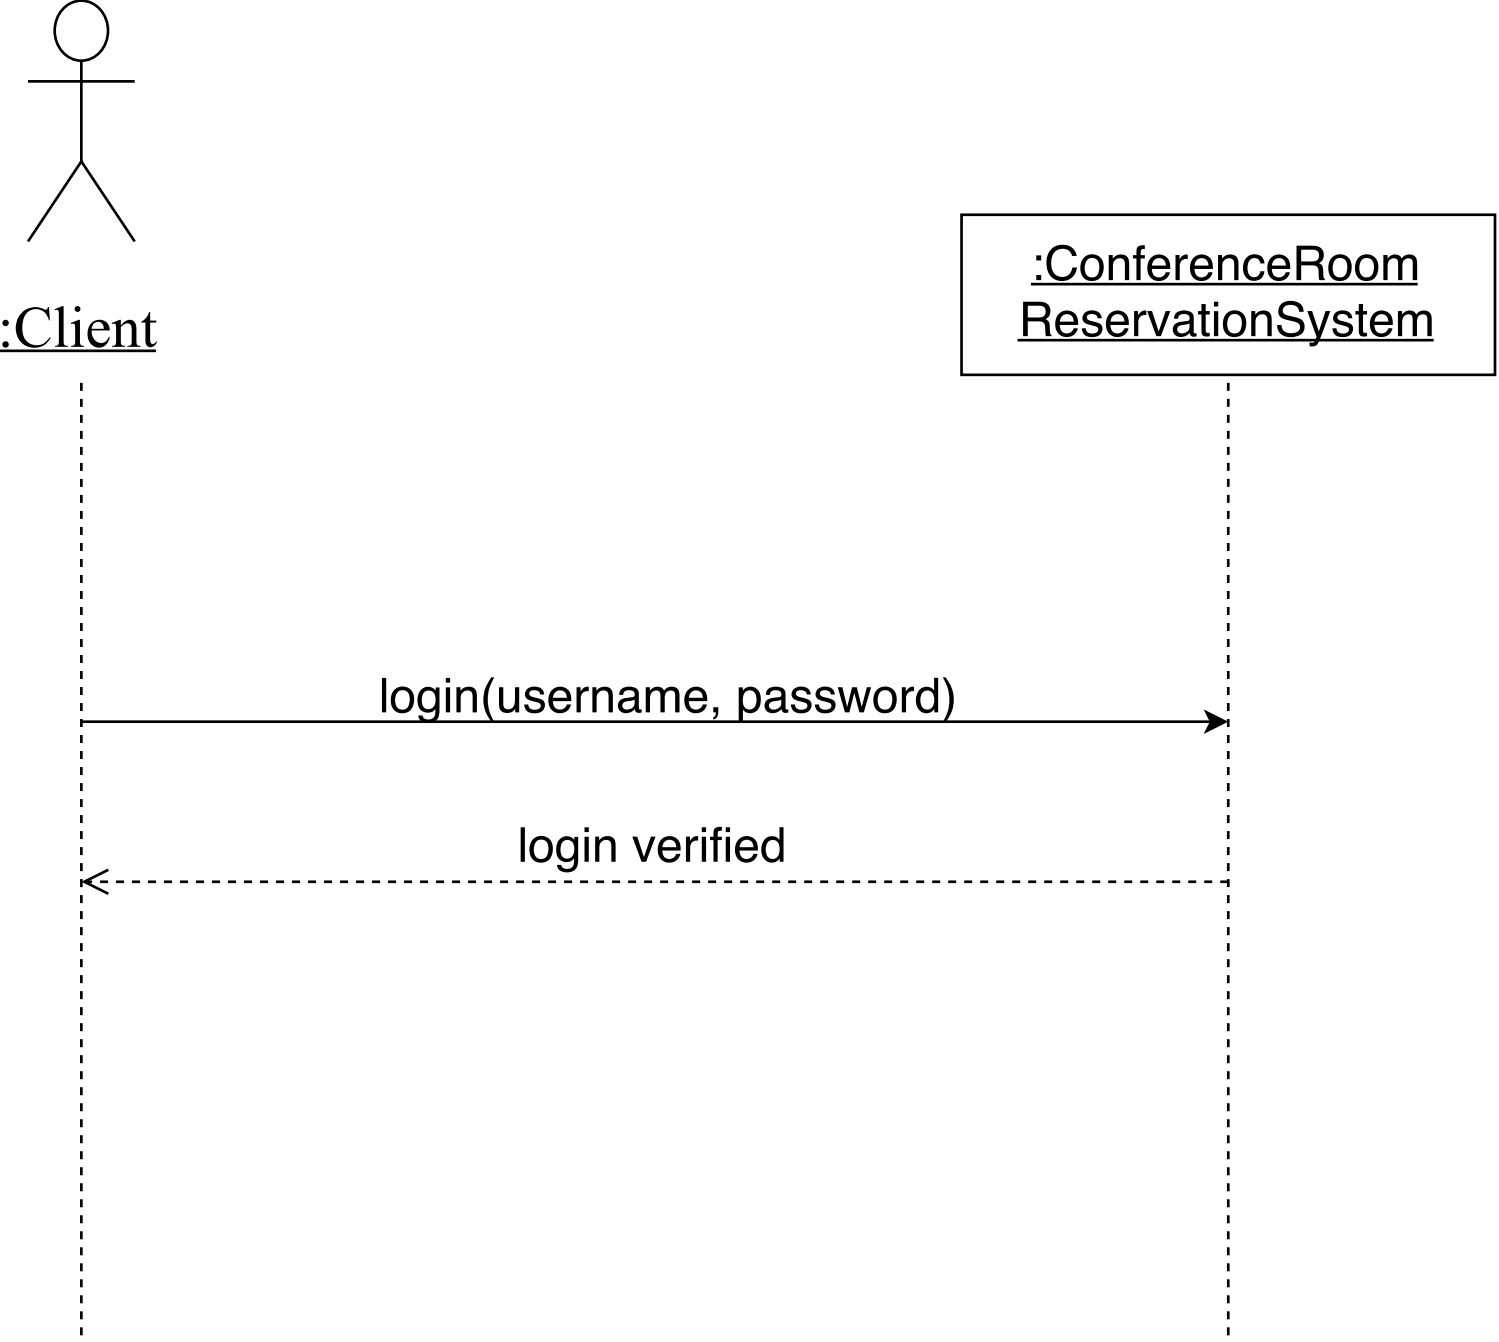 :Client
:ConferenceRoom
ReservationSystem
login(username, password)
login verified